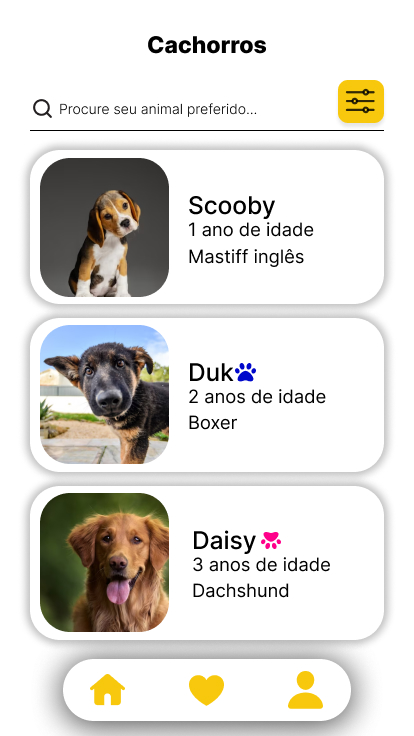 Cachorros
Procure seu animal preferido...
Scooby
1 ano de idade
Mastiff inglês
Duk
2 anos de idade
Boxer
Daisy
3 anos de idade
Dachshund